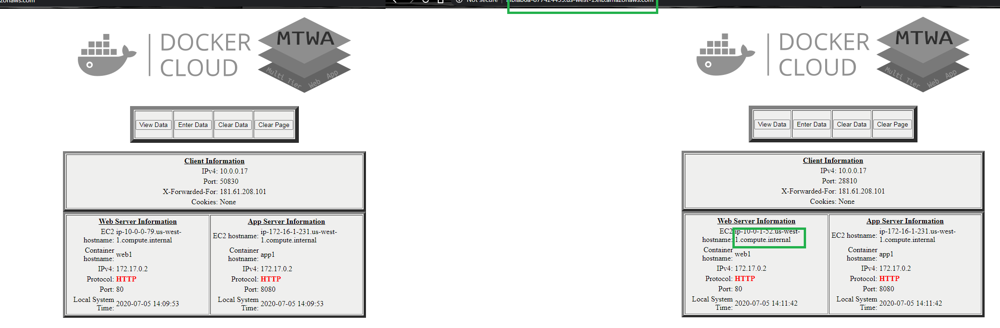 zonaws.com
Not secure
us-west-1.elb.amazonaws.com
DOCKER
CLOUD
MTWA
Multi Tier Web App
View Data Enter Data Clear Data Clear Page
Client Information
IPv4: 10.0.0.17
Port: 50830
X-Forwarded-For: 181.61.208.101
Cookies: None
Web Server Information
EC2 hostname: ip-10-0-0-79.us-west-
1.compute.internal
Container hostname: web1
IPv4: 172.17.0.2
Protocol: HTTP
Port: 80
Local System Time: 2020-07-05 14:09:53
App Server Information
EC2 hostname: ip-172-16-1-231.us-west-
1.compute.internal
Container hostname: app1
IPv4: 172.17.0.2
Protocol: HTTP
Port: 8080
Local System Time: 2020-07-05 14:09:53
DOCKER
CLOUD
MTWA
Multi Tier Web App
View Data Enter Data Clear Data Clear Page
Client Information
IPv4: 10.0.0.17
Port: 28810
X-Forwarded-For: 181.61.208.101
Cookies: None
Web Server Information
EC2 hostname: ip-10-0-1-52.us-west-
1.compute.internal
Container hostname: web1
IPv4: 172.17.0.2
Protocol: HTTP
Port: 80
Local System Time: 2020-07-05 14:11:42
App Server Information
EC2 hostname: ip-172-16-1-231.us-west-
1.compute.internal
Container hostname: app1
IPv4: 172.17.0.2
Protocol: HTTP
Port: 8080
Local System Time: 2020-07-05 14:11:42